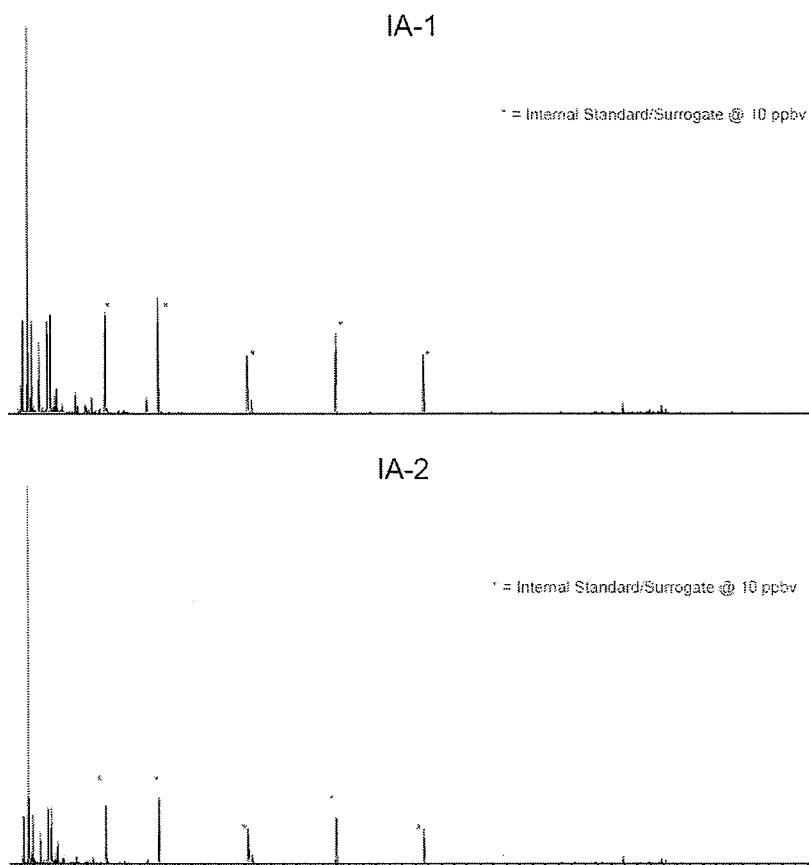 IA-1
* = Internal Standard/Surrogate @ 10 ppbv
*
*
*
*
*
IA-2
* = Internal Standard/Surrogate @ 10 ppbv
*
*
*
*
*